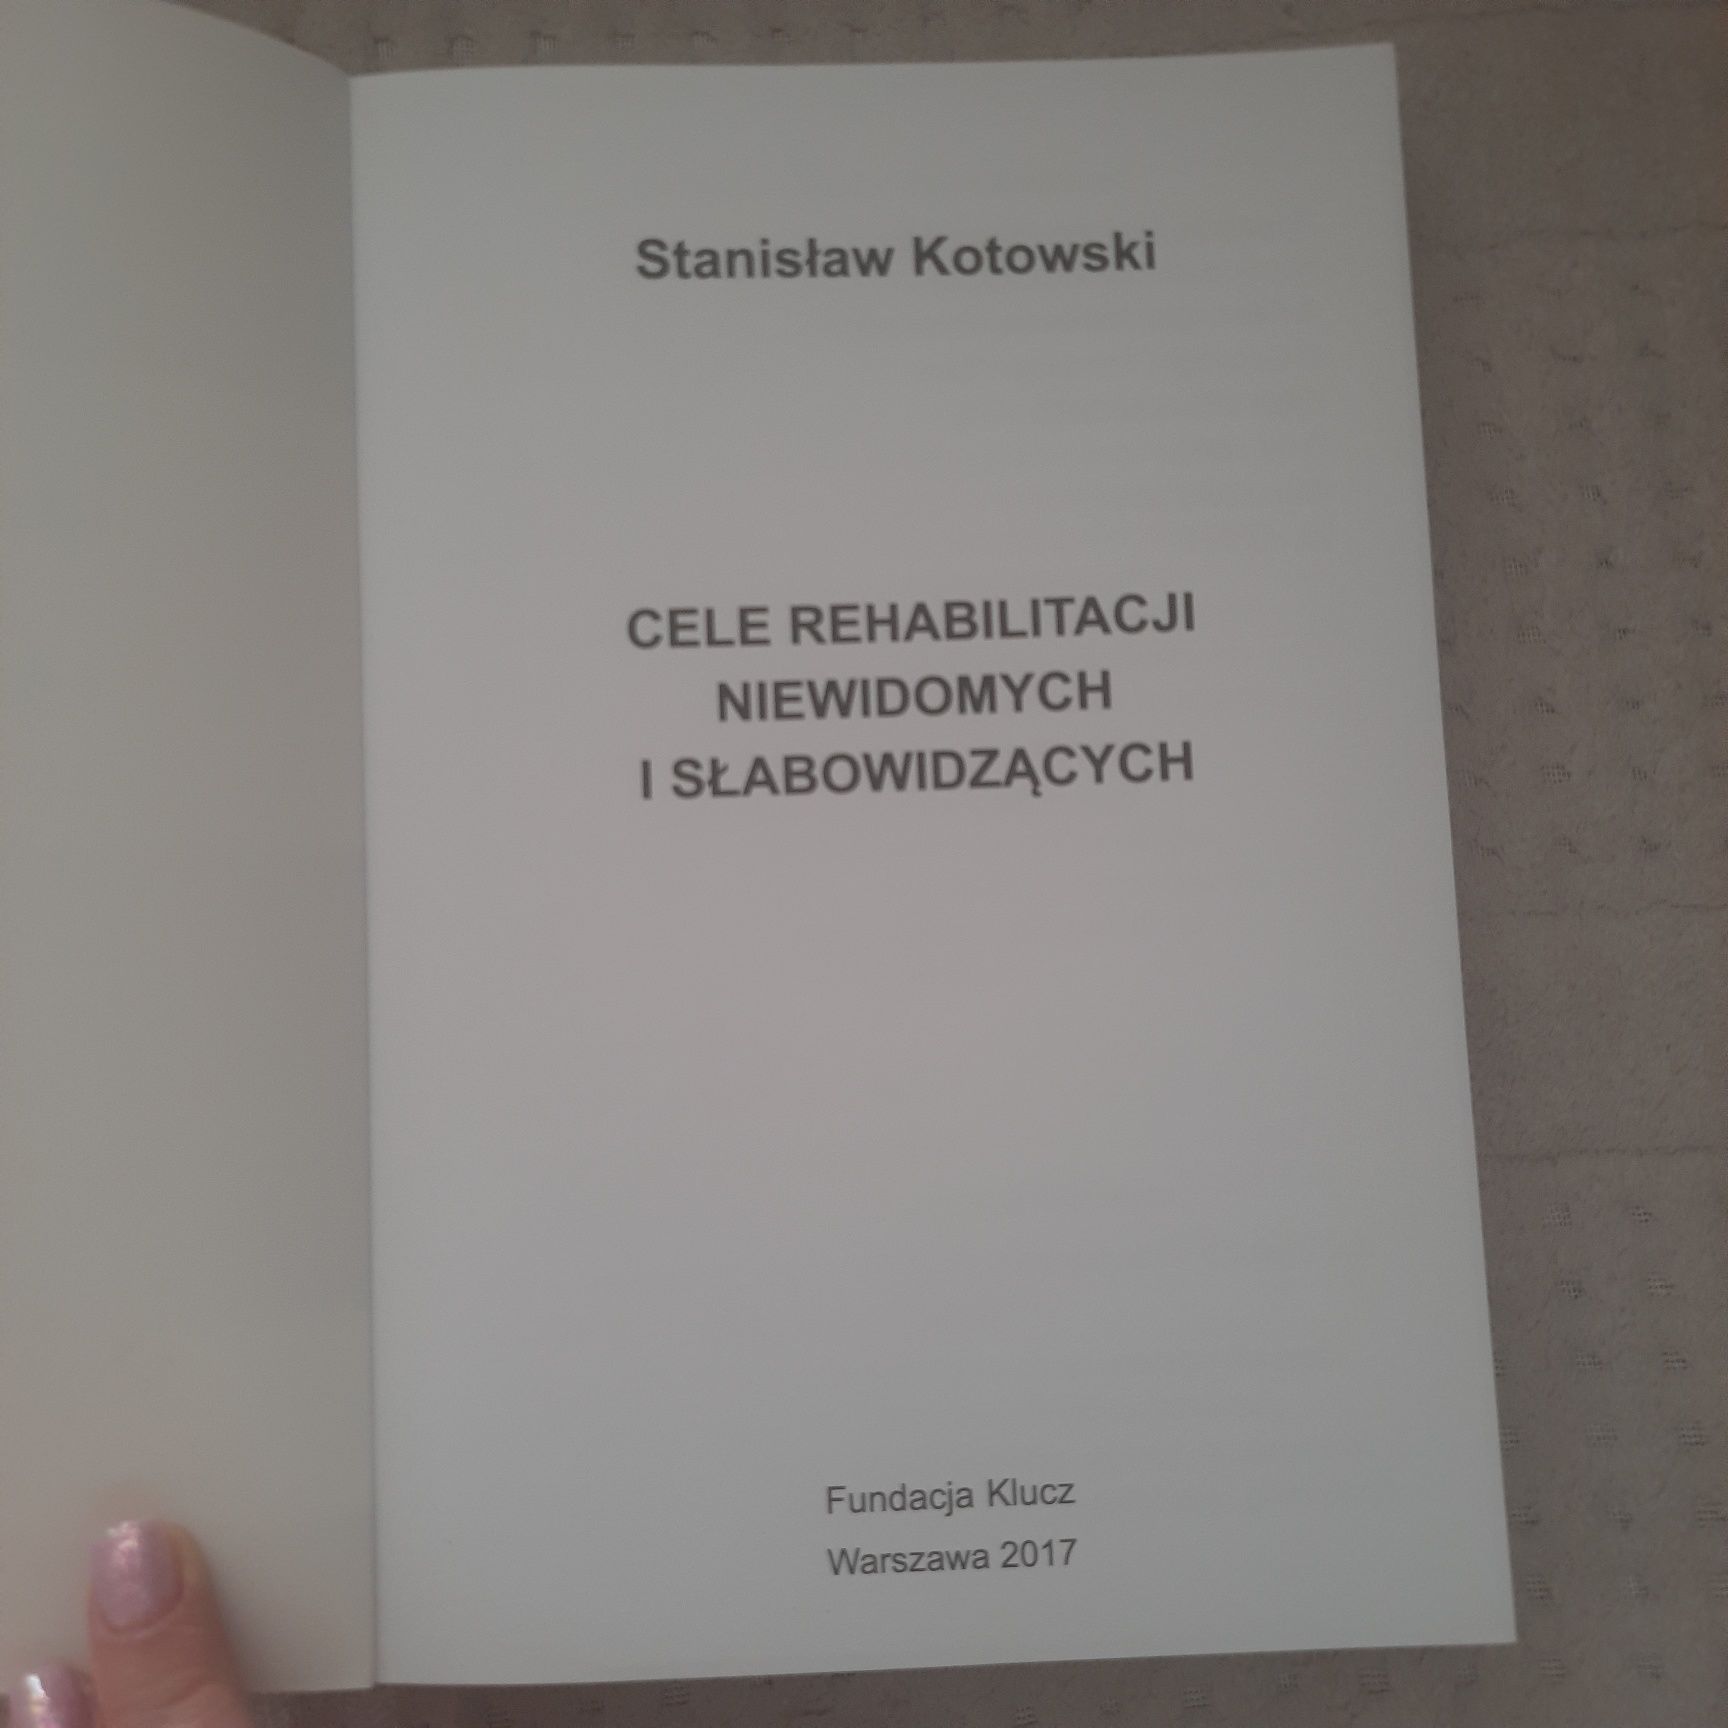 Stanisław Kotowski
CELE REHABILITACJI
NIEWIDOMYCH
I SŁABOWIDZĄCYCH
Fundacja Klucz
Warszawa 2017